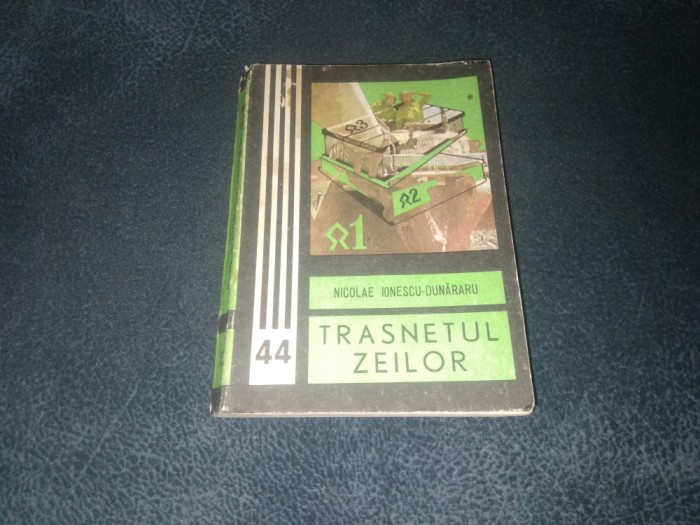 Ω3
Ω2
Ω1
NICOLAE IONESCU-DUNĂRARU
44
TRASNETUL
ZEILOR